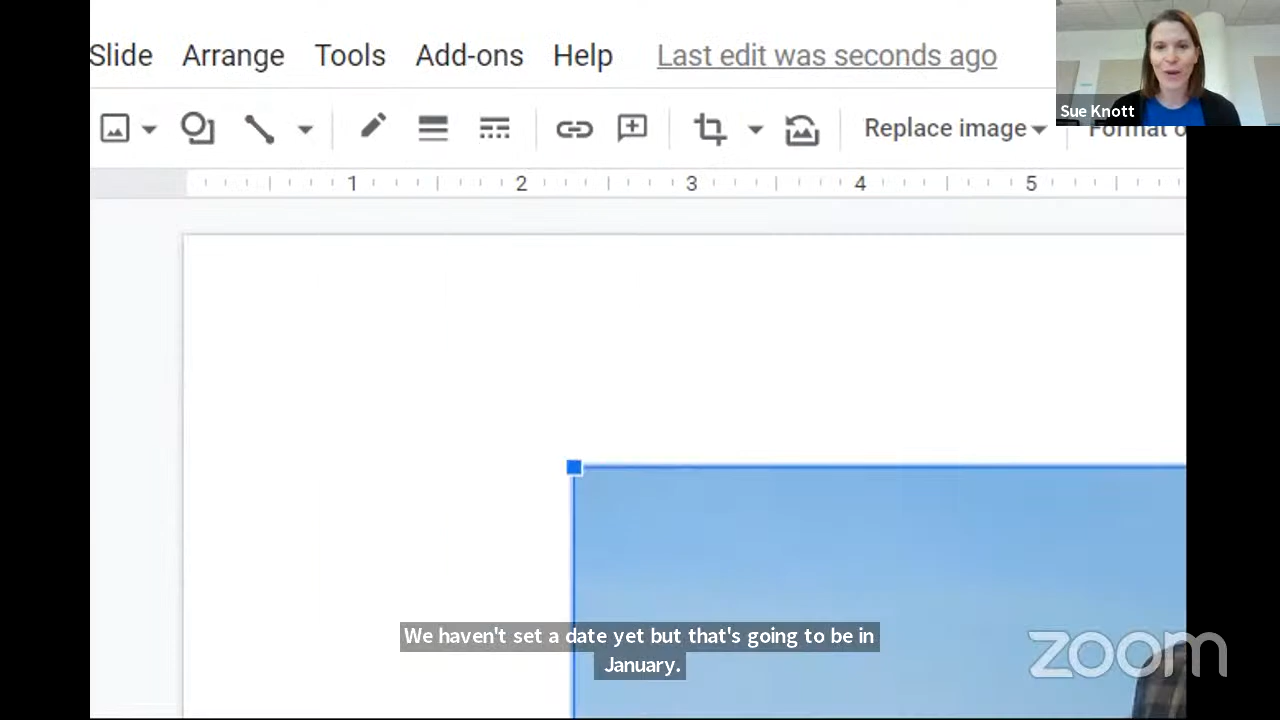 Slide Arrange Tools Add-ons Help Last edit was seconds ago
Sue Knott
Replace image Format o
1 2 3 4 5
We haven't set a date yet but that's going to be in
January.
zoom